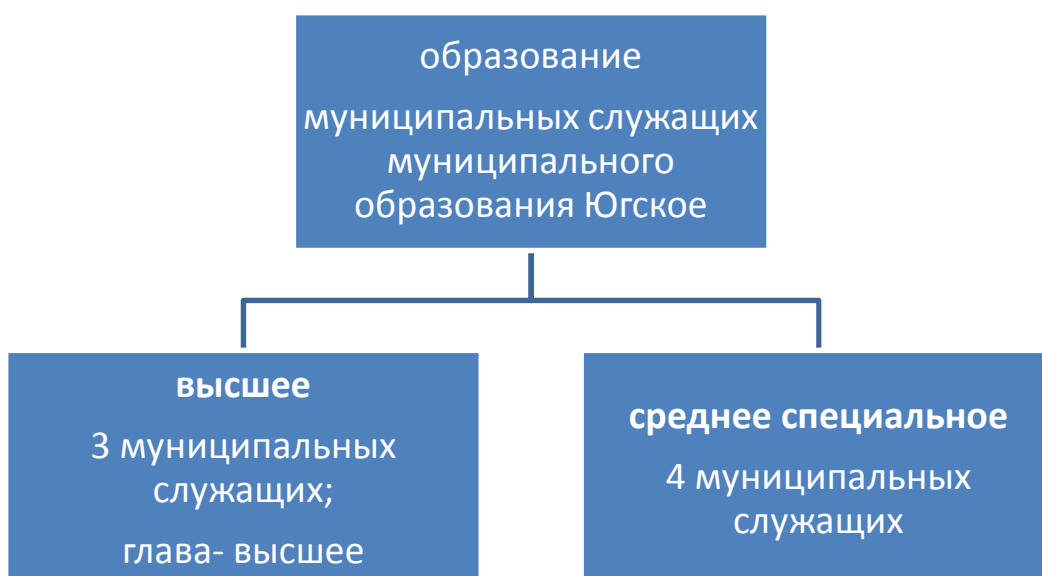 образование
муниципальных служащих
муниципального
образования Югское
высшее
3 муниципальных
служащих;
глава- высшее
среднее специальное
4 муниципальных
служащих